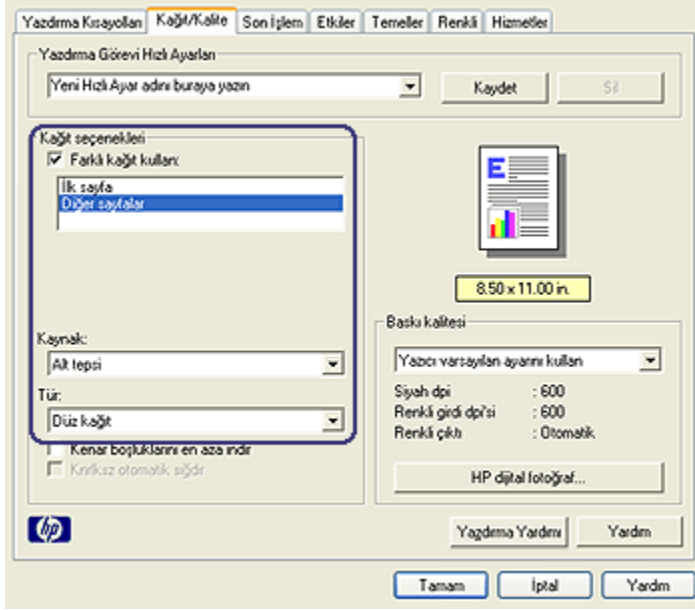 Yazdırma Kısayolları Kağıt/Kalite Son İşlem Etkiler Temeller Renkli Hizmetler
Yazdırma Görevi Hızlı Ayarları
Yeni Hızlı Ayar adını buraya yazın Kaydet Sil
Kağıt seçenekleri
Farklı kağıt kullan:
İlk sayfa
Diğer sayfalar
E
8.50 x 11.00 in.
Kaynak:
Alt tepsi
Tür:
Düz kağıt
Kenar boşluklarını en aza indir
otomatik sığdır
Baskı kalitesi
Yazıcı varsayılan ayarını kullan
Siyah dpi : 600
Renkli girdi dpi'si : 600
Renkli çıktı : Otomatik
HP dijital fotoğraf...
hp
Yazdırma Yardımı Yardım
Tamam İptal Yardım